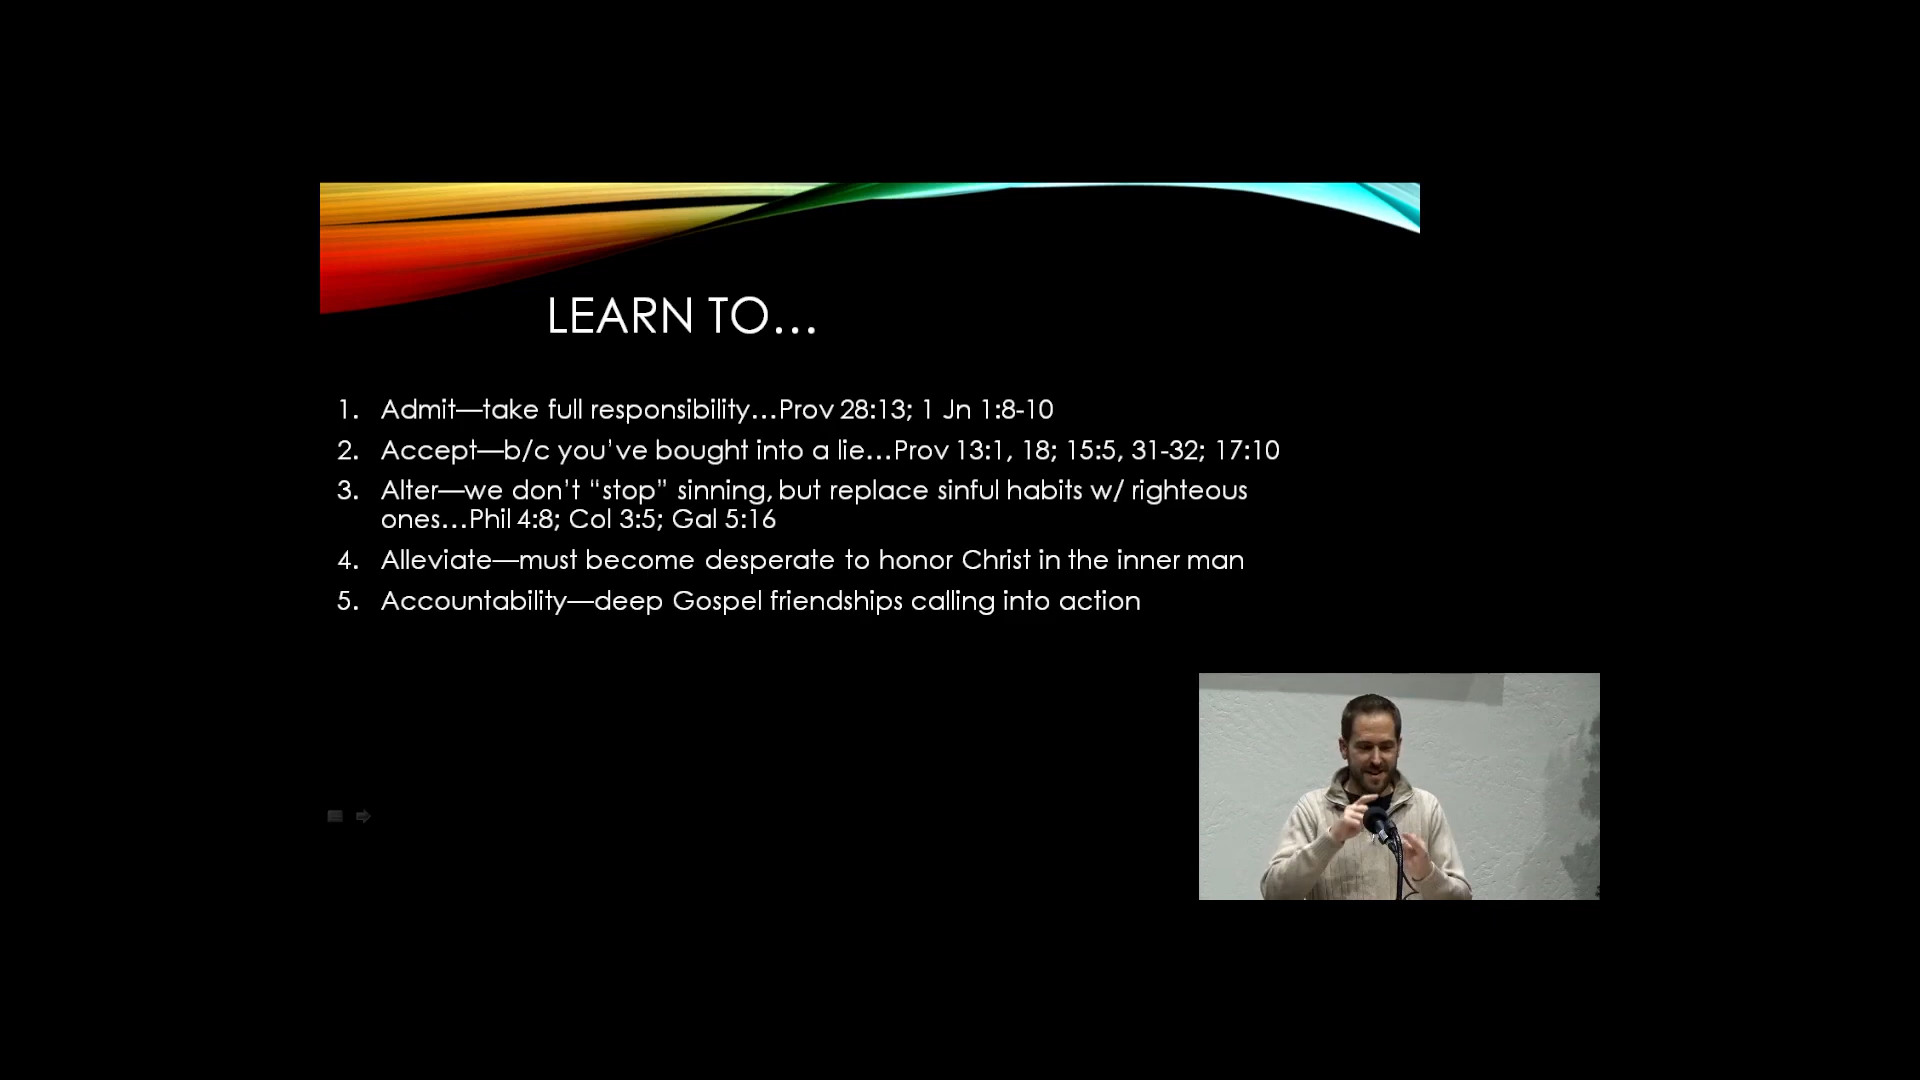 LEARN TO…
1. Admit—take full responsibility…Prov 28:13; 1 Jn 1:8-10
2. Accept—b/c you’ve bought into a lie…Prov 13:1, 18; 15:5, 31-32; 17:10
3. Alter—we don’t “stop” sinning, but replace sinful habits w/ righteous
ones…Phil 4:8; Col 3:5; Gal 5:16
4. Alleviate—must become desperate to honor Christ in the inner man
5. Accountability—deep Gospel friendships calling into action